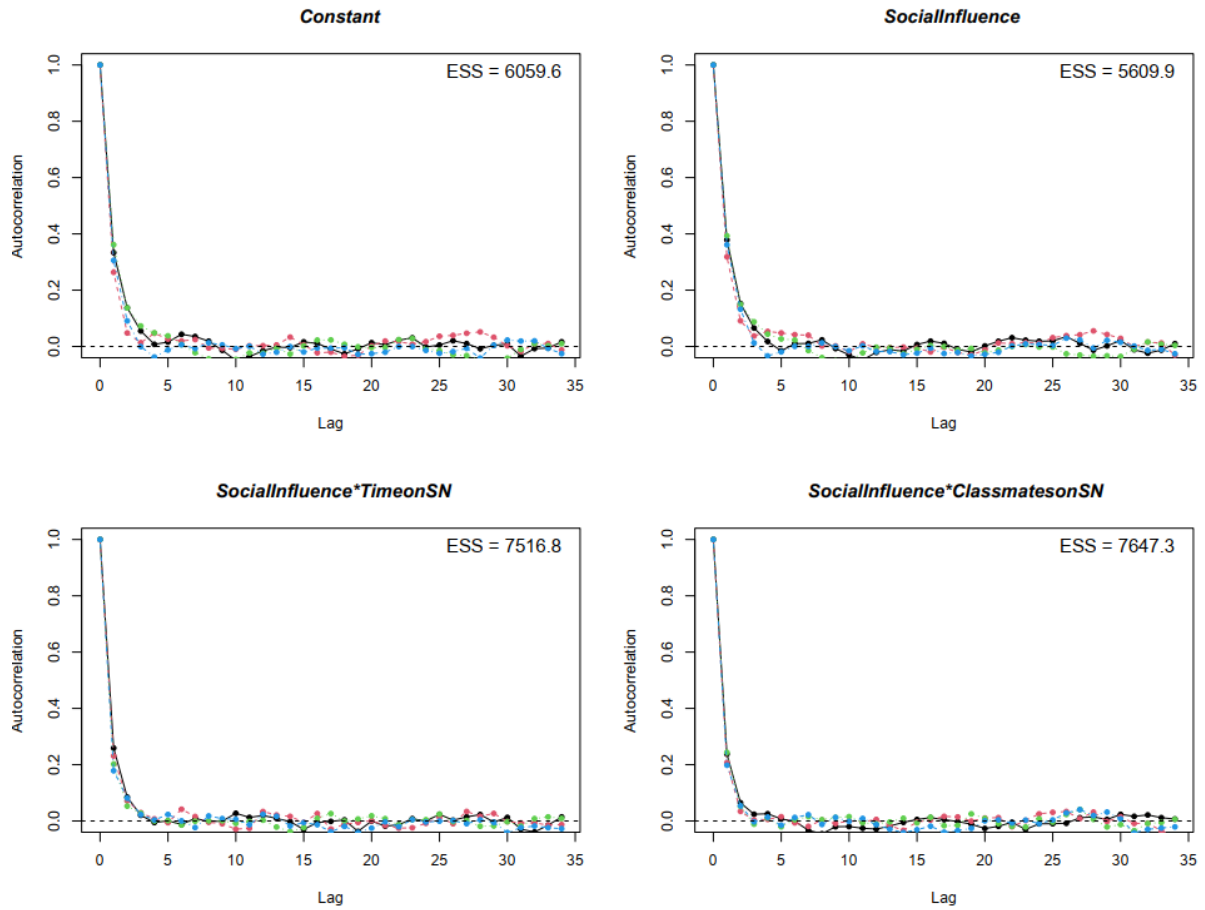 Constant
ESS = 6059.6
Autocorrelation
1.0
0.8
0.6
0.4
0.2
0.0
0 5 10 15 20 25 30 35
Lag
SocialInfluence
ESS = 5609.9
Autocorrelation
1.0
0.8
0.6
0.4
0.2
0.0
0 5 10 15 20 25 30 35
Lag
SocialInfluence*TimeonSN
ESS = 7516.8
Autocorrelation
1.0
0.8
0.6
0.4
0.2
0.0
0 5 10 15 20 25 30 35
Lag
SocialInfluence*ClassmatesonSN
ESS = 7647.3
Autocorrelation
1.0
0.8
0.6
0.4
0.2
0.0
0 5 10 15 20 25 30 35
Lag